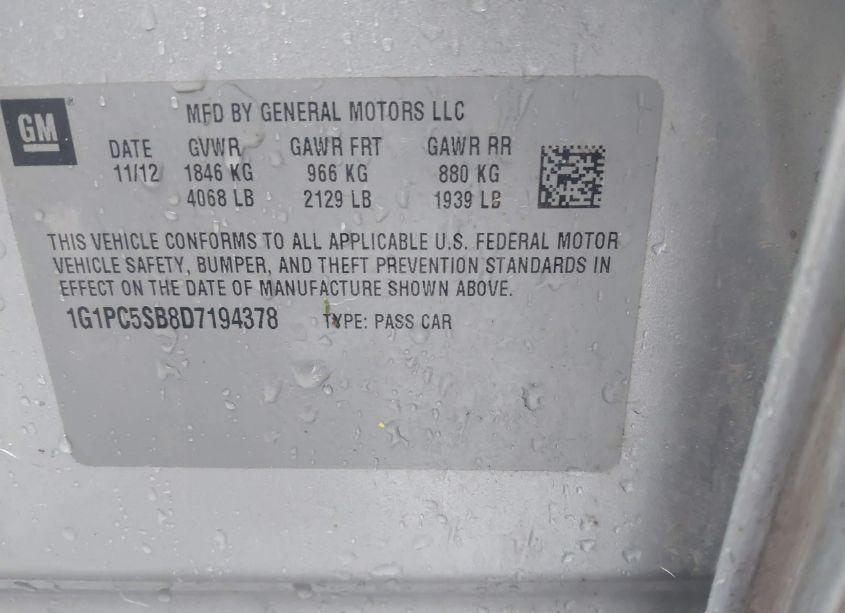 GM
®
MFD BY GENERAL MOTORS LLC
DATE GVWR GAWR FRT GAWR RR
11/12 1846 KG 966 KG 880 KG
4068 LB 2129 LB 1939 LB
THIS VEHICLE CONFORMS TO ALL APPLICABLE U.S. FEDERAL MOTOR
VEHICLE SAFETY, BUMPER, AND THEFT PREVENTION STANDARDS IN
EFFECT ON THE DATE OF MANUFACTURE SHOWN ABOVE.
1G1PC5SB8D7194378 TYPE: PASS CAR